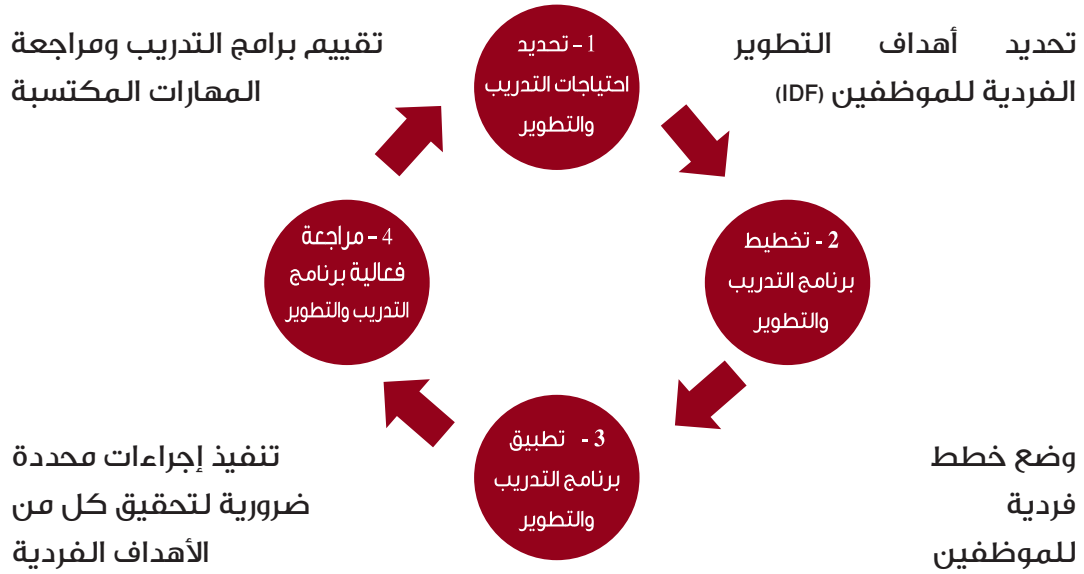 1 - تحديد
احتياجات التدريب
والتطوير
تحديد أهداف التطوير
الفردية للموظفين (IDF)
2 - تخطيط
برنامج التدريب
والتطوير
وضع خطط
فردية
للموظفين
3 - تطبيق
برنامج التدريب
والتطوير
تنفيذ إجراءات محددة
ضرورية لتحقيق كل من
الأهداف الفردية
4 - مراجعة
فعالية برنامج
التدريب والتطوير
تقييم برامج التدريب ومراجعة
المهارات المكتسبة